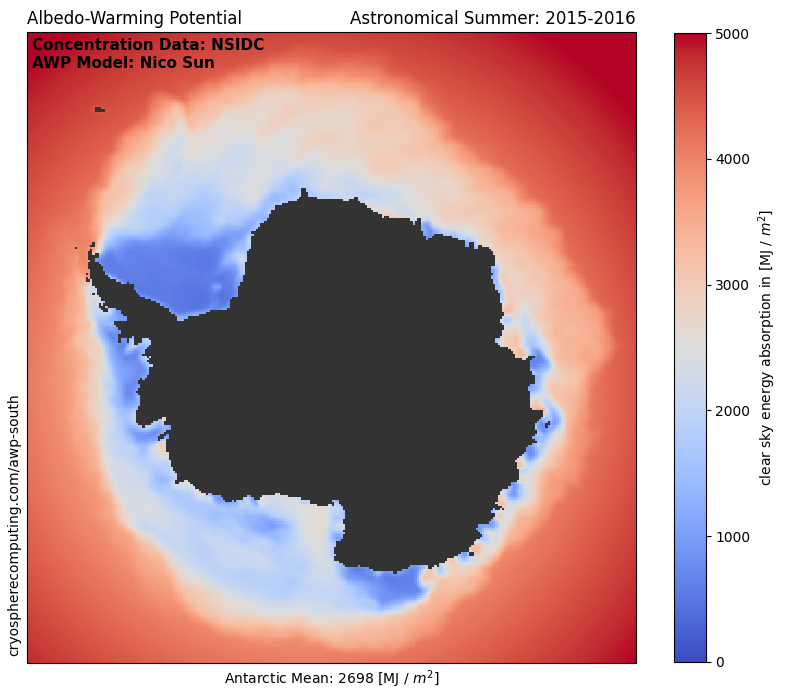 Albedo-Warming Potential
Astronomical Summer: 2015-2016
Concentration Data: NSIDC
AWP Model: Nico Sun
5000
4000
3000
2000
1000
0
clear sky energy absorption in [MJ / m²]
cryospherecomputing.com/awp-south
Antarctic Mean: 2698 [MJ / m²]